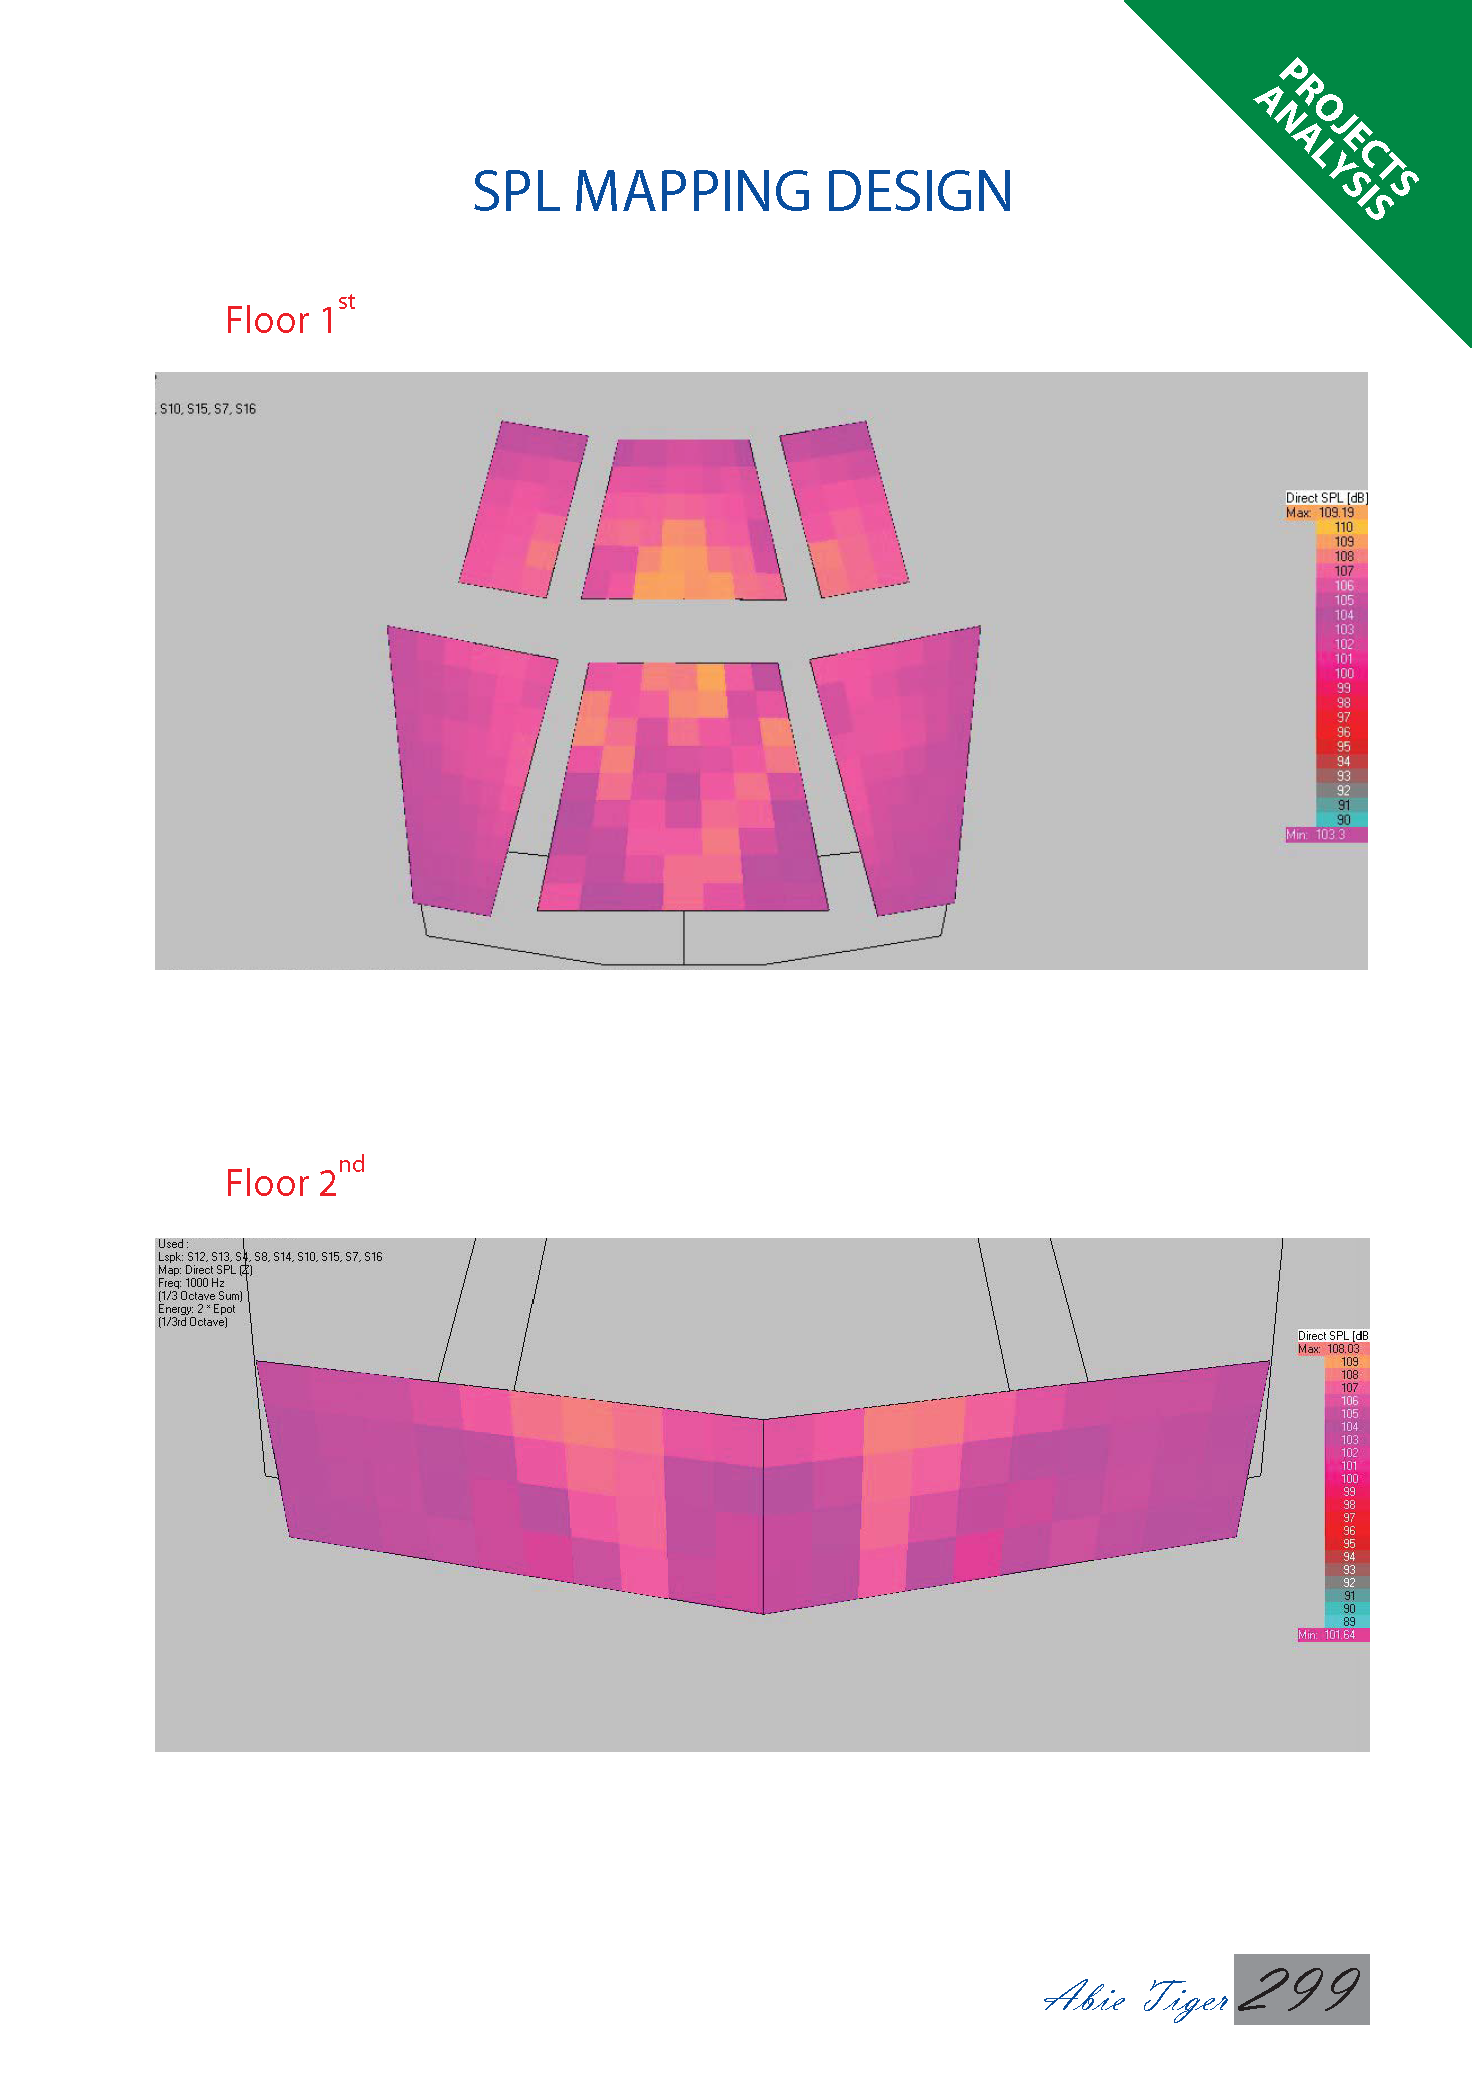 PROJECTS
ANALYSIS
SPL MAPPING DESIGN
Floor 1st
, S10, S15, S7, S16
Direct SPL [dB]
Max: 109.19
110
109
108
107
106
105
104
103
102
101
100
99
98
97
96
95
94
93
92
91
90
Min: 103.3
Floor 2nd
Used :
Lspk: S12, S13, S4, S8, S14, S10, S15, S7, S16
Map: Direct SPL (Z)
Freq: 1000 Hz
(1/3 Octave Sum)
Energy: 2 * Epot
(1/3rd Octave)
Direct SPL [dB
Max: 108.03
109
108
107
106
105
104
103
102
101
100
99
98
97
96
95
94
93
92
91
90
89
Min: 101.64
Abie Tiger 299